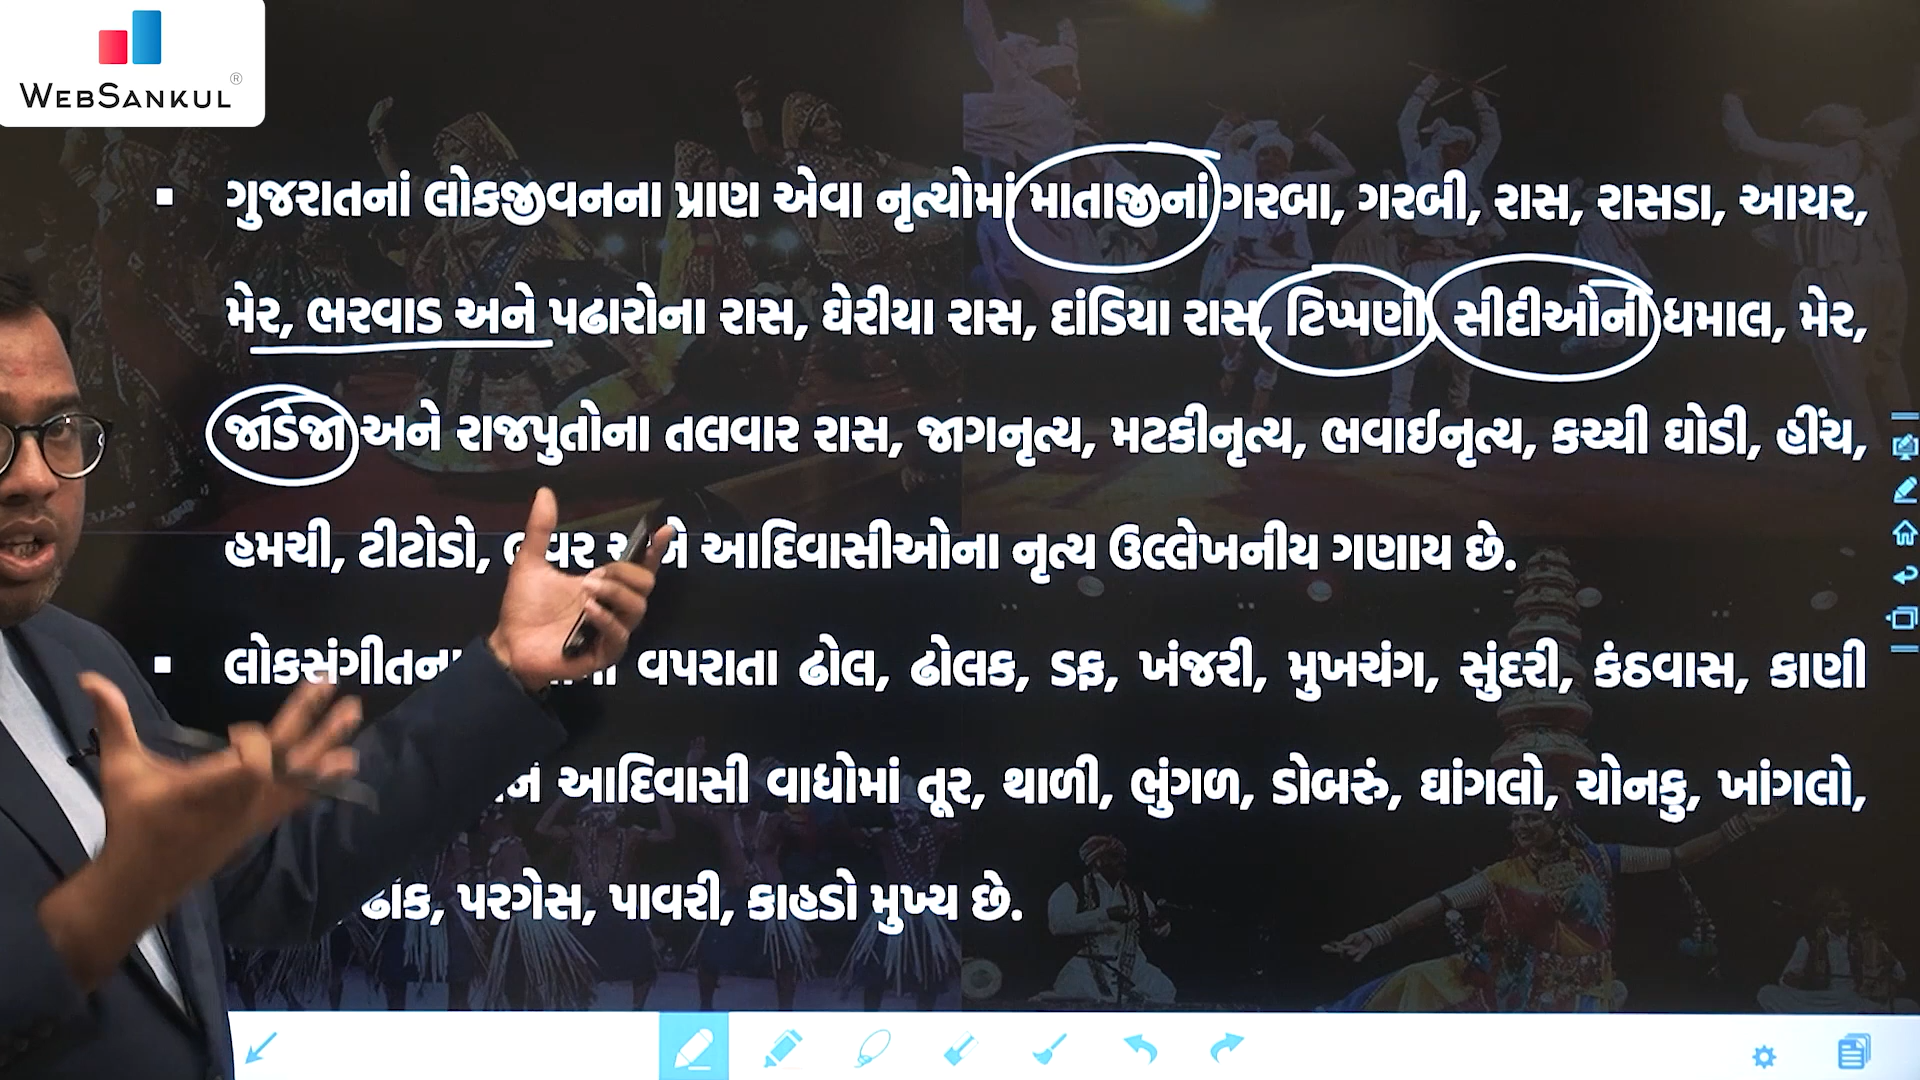 WEBSANKUL®
▪ ગુજરાતનાં લોકજીવનના પ્રાણ એવા નૃત્યોમાં માતાજીનાં ગરબા, ગરબી, રાસ, રાસડા, આયર,
મેર, ભરવાડ અને પઢારોના રાસ, ઘેરીયા રાસ, દાંડિયા રાસ, ટિપ્પણી સીદીઓની ધમાલ, મેર,
જાડેજા અને રાજપુતોના તલવાર રાસ, જાગનૃત્ય, મટકીનૃત્ય, ભવાઇનૃત્ય, કચ્ચી ઘોડી, હીંચ,
હમચી, ટીટોડો, આદિવાસીઓના નૃત્ય ઉલ્લેખનીય ગણાય છે.
▪ વપરાતા ઢોલ, ઢોલક, ડફ, ખંજરી, મુખચંગ, સુંદરી, કંઠવાસ, કાણી
આદિવાસી વાદ્યોમાં તૂર, થાળી, ભુંગળ, ડોબરું, ઘાંગલો, ચોનકુ, ખાંગલો,
ઢાંક, પરગેસ, પાવરી, કાહડો મુખ્ય છે.